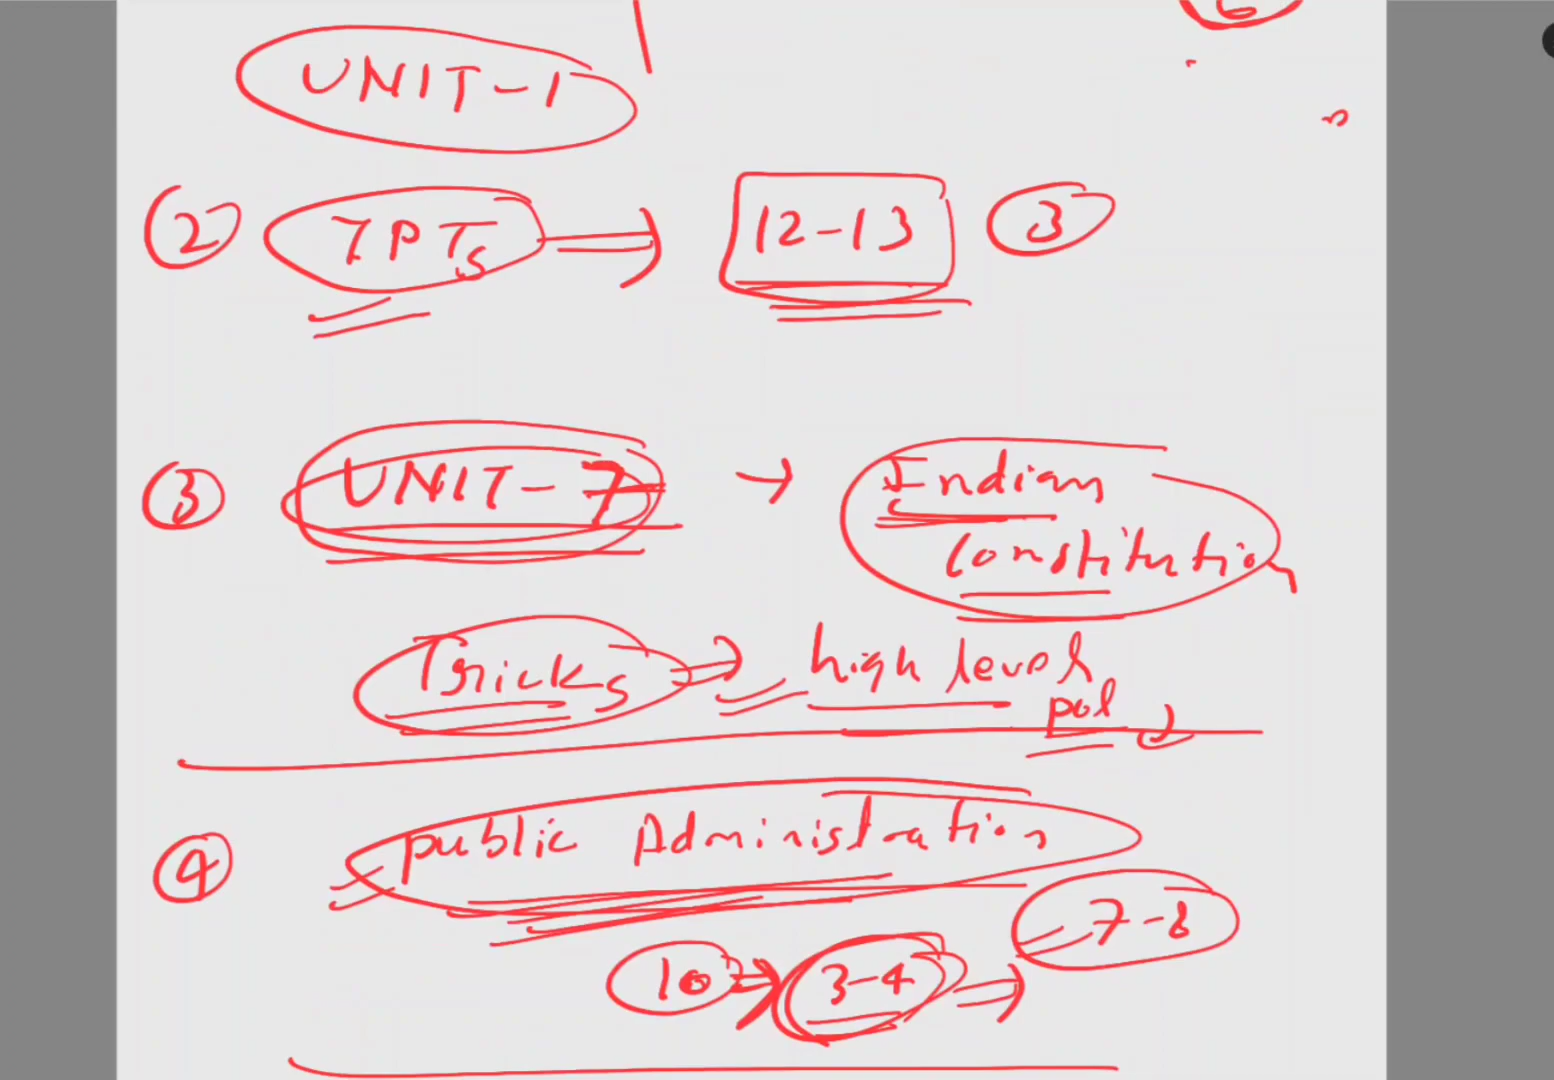 6
UNIT-1
② 7PTs → 12-13 ③
③ UNIT-7 → Indian
Constitution
Tricks → high level
pol
④ public Administration
7-8
10 → 3-4 →